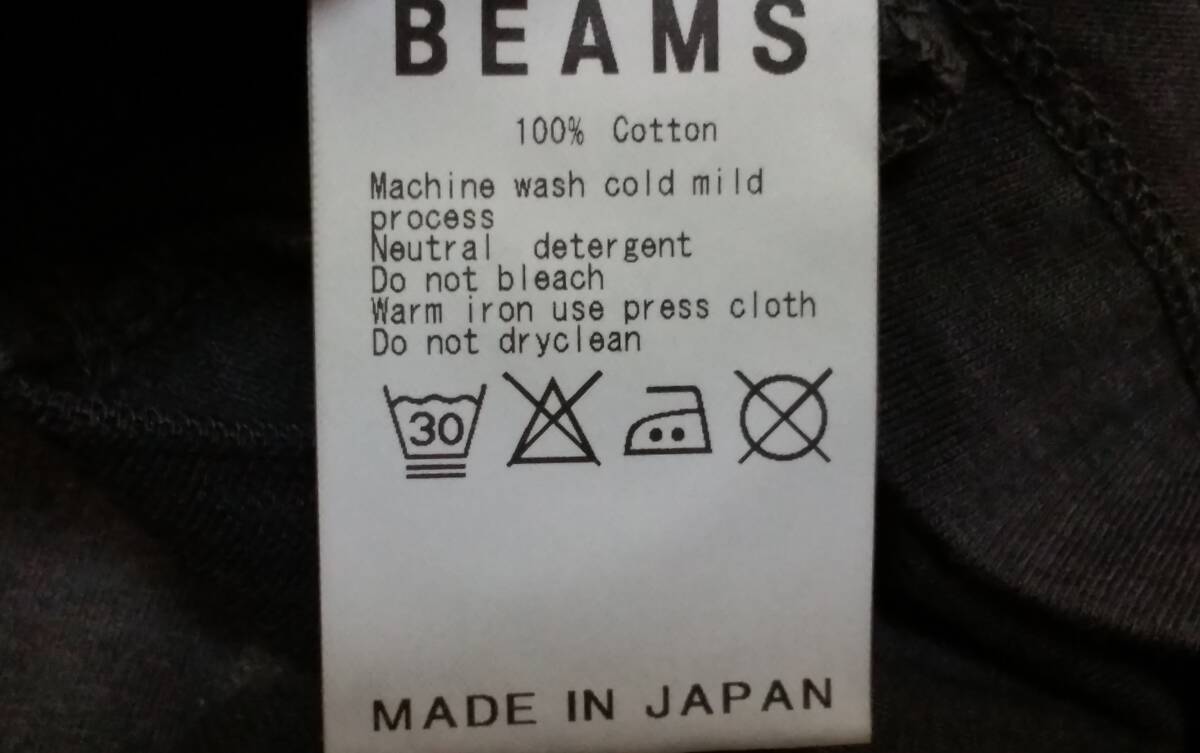 BEAMS
100% Cotton
Machine wash cold mild
process
Neutral detergent
Do not bleach
Warm iron use press cloth
Do not dryclean
30
MADE IN JAPAN